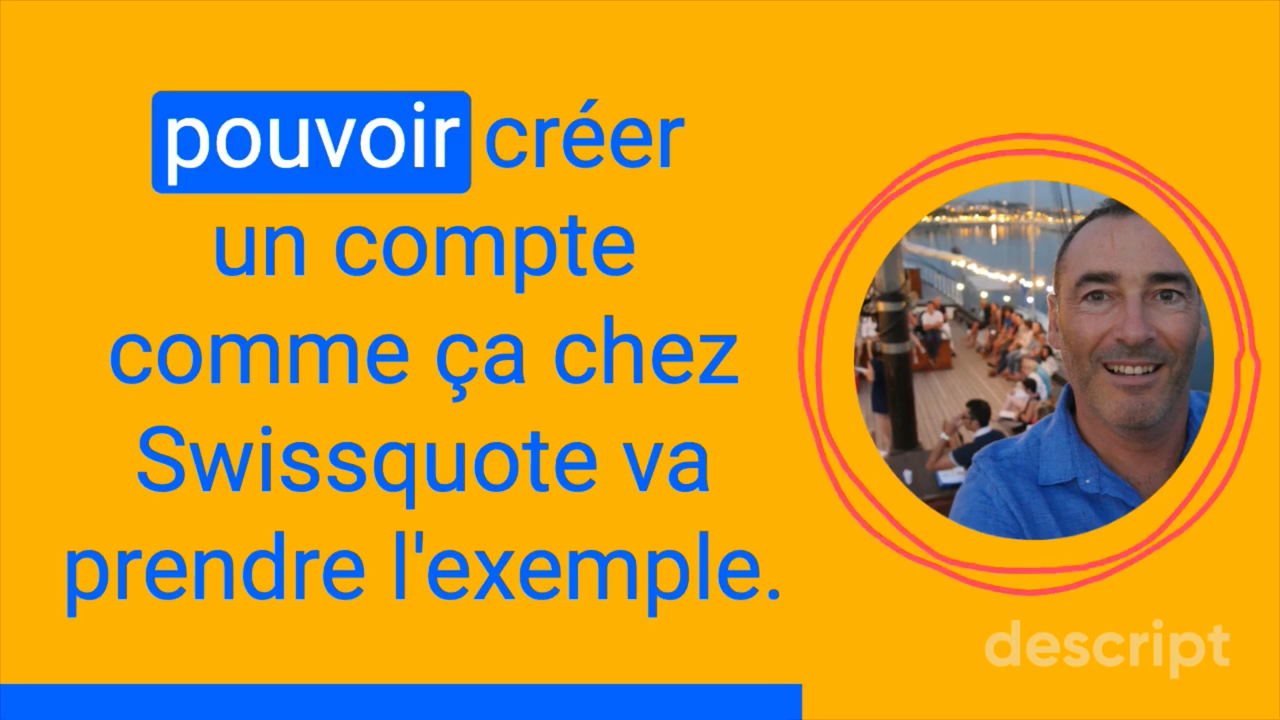 pouvoir créer
un compte
comme ça chez
Swissquote va
prendre l'exemple.
descript